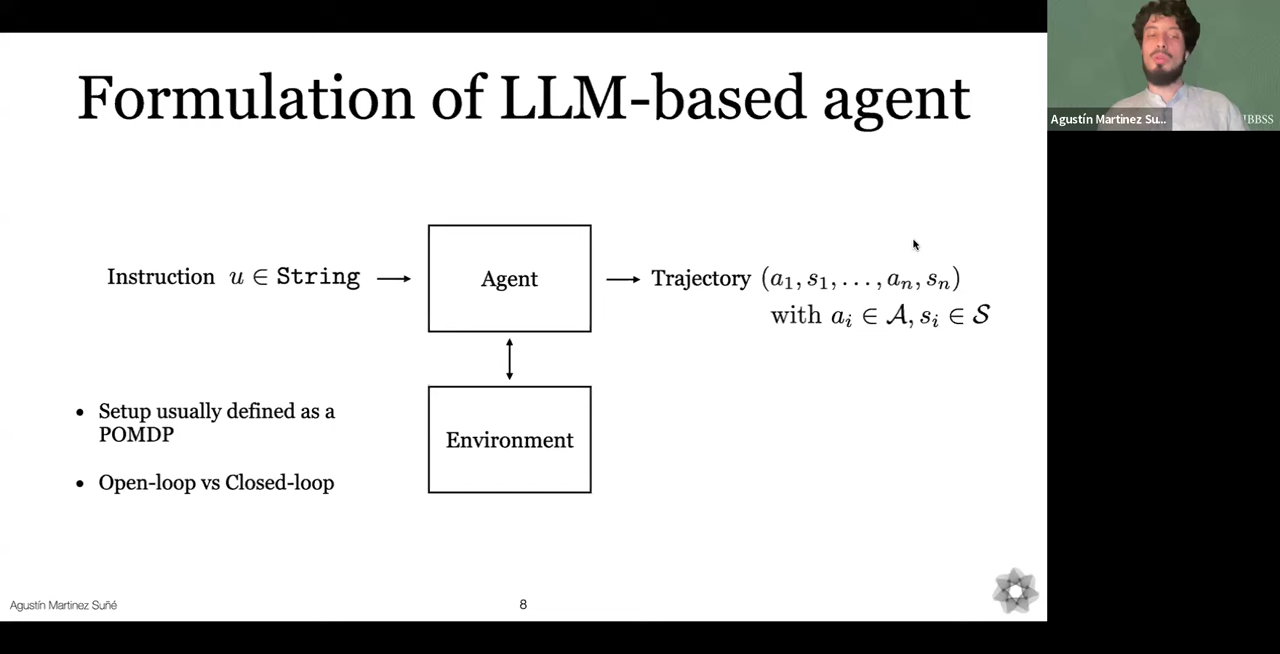 Formulation of LLM-based agent
Agustín Martinez Su...
BBSS
Instruction u ∈ String
Agent
Trajectory (a₁, s₁, . . . , aₙ, sₙ)
with aᵢ ∈ 𝒜, sᵢ ∈ 𝒮
• Setup usually defined as a
POMDP
• Open-loop vs Closed-loop
Environment
Agustín Martinez Suñé
8